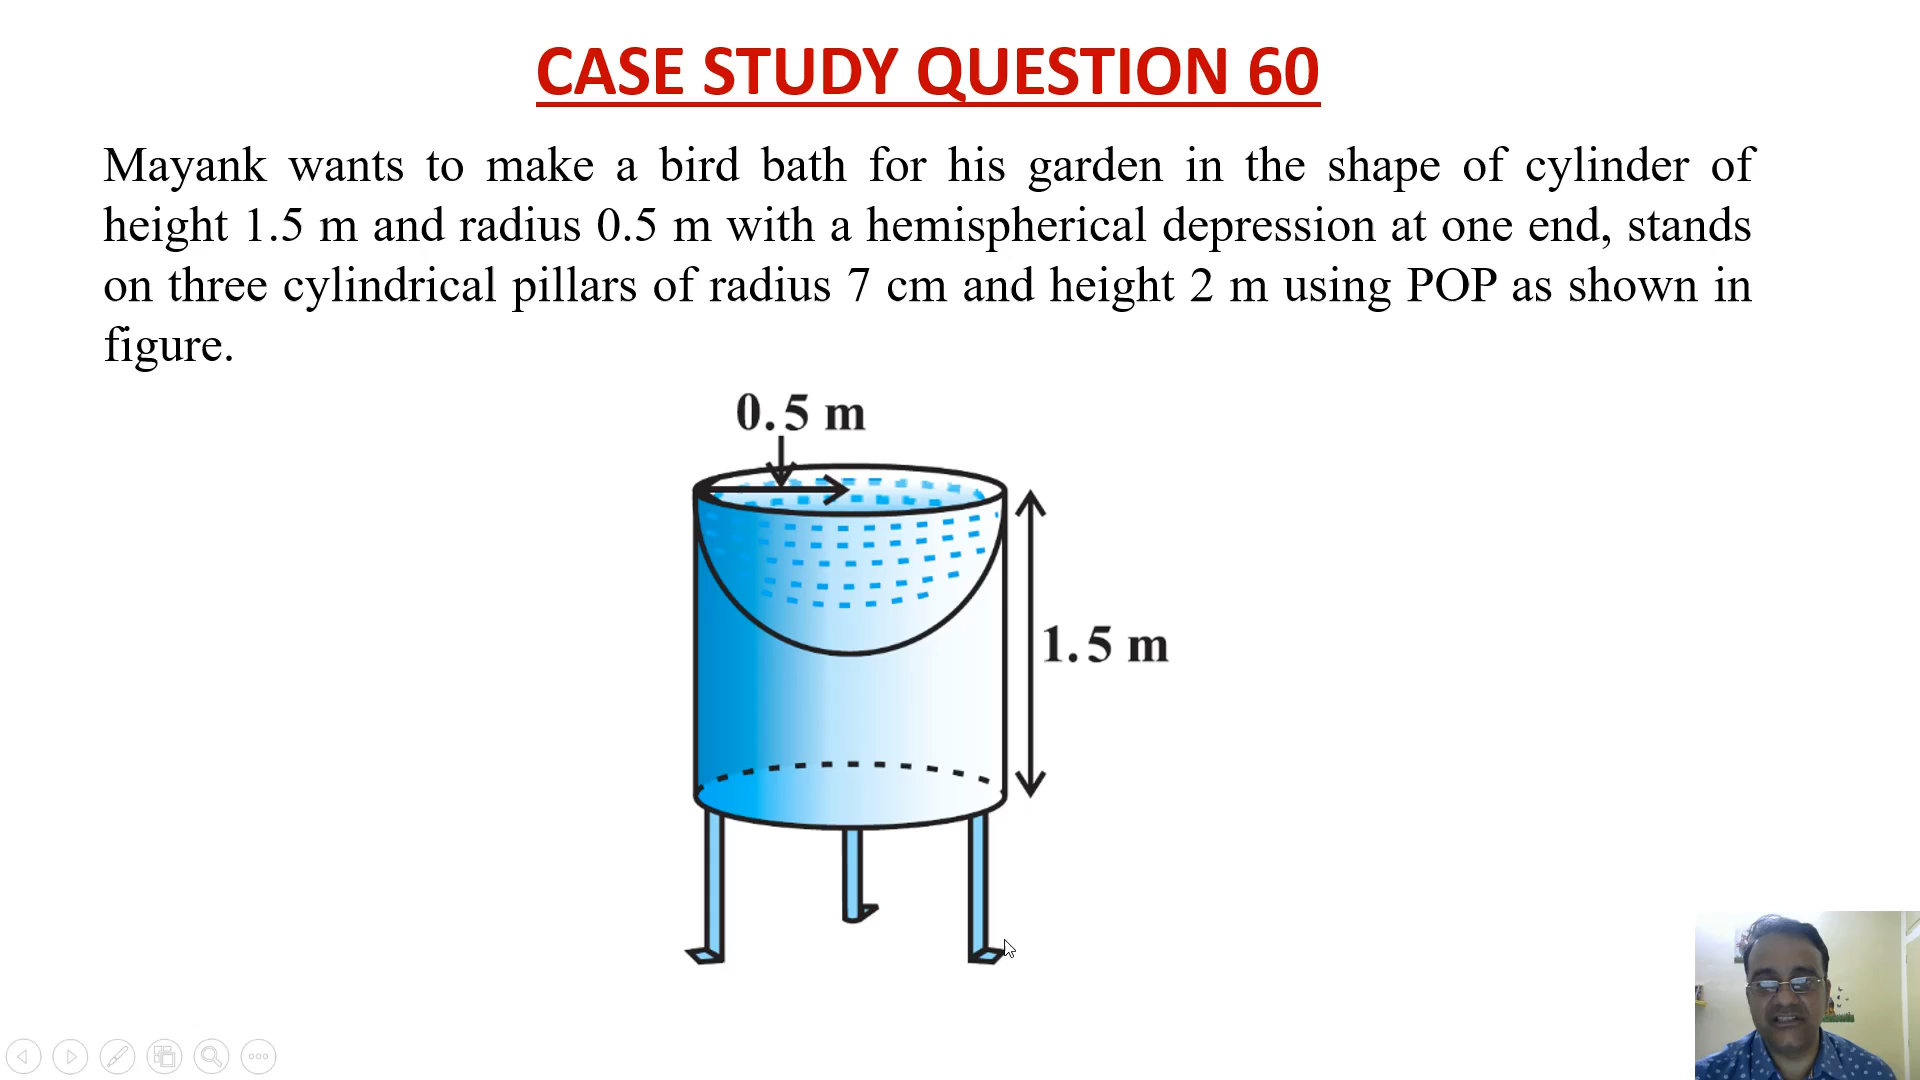 CASE STUDY QUESTION 60
Mayank wants to make a bird bath for his garden in the shape of cylinder of
height 1.5 m and radius 0.5 m with a hemispherical depression at one end, stands
on three cylindrical pillars of radius 7 cm and height 2 m using POP as shown in
figure.
0.5 m
1.5 m